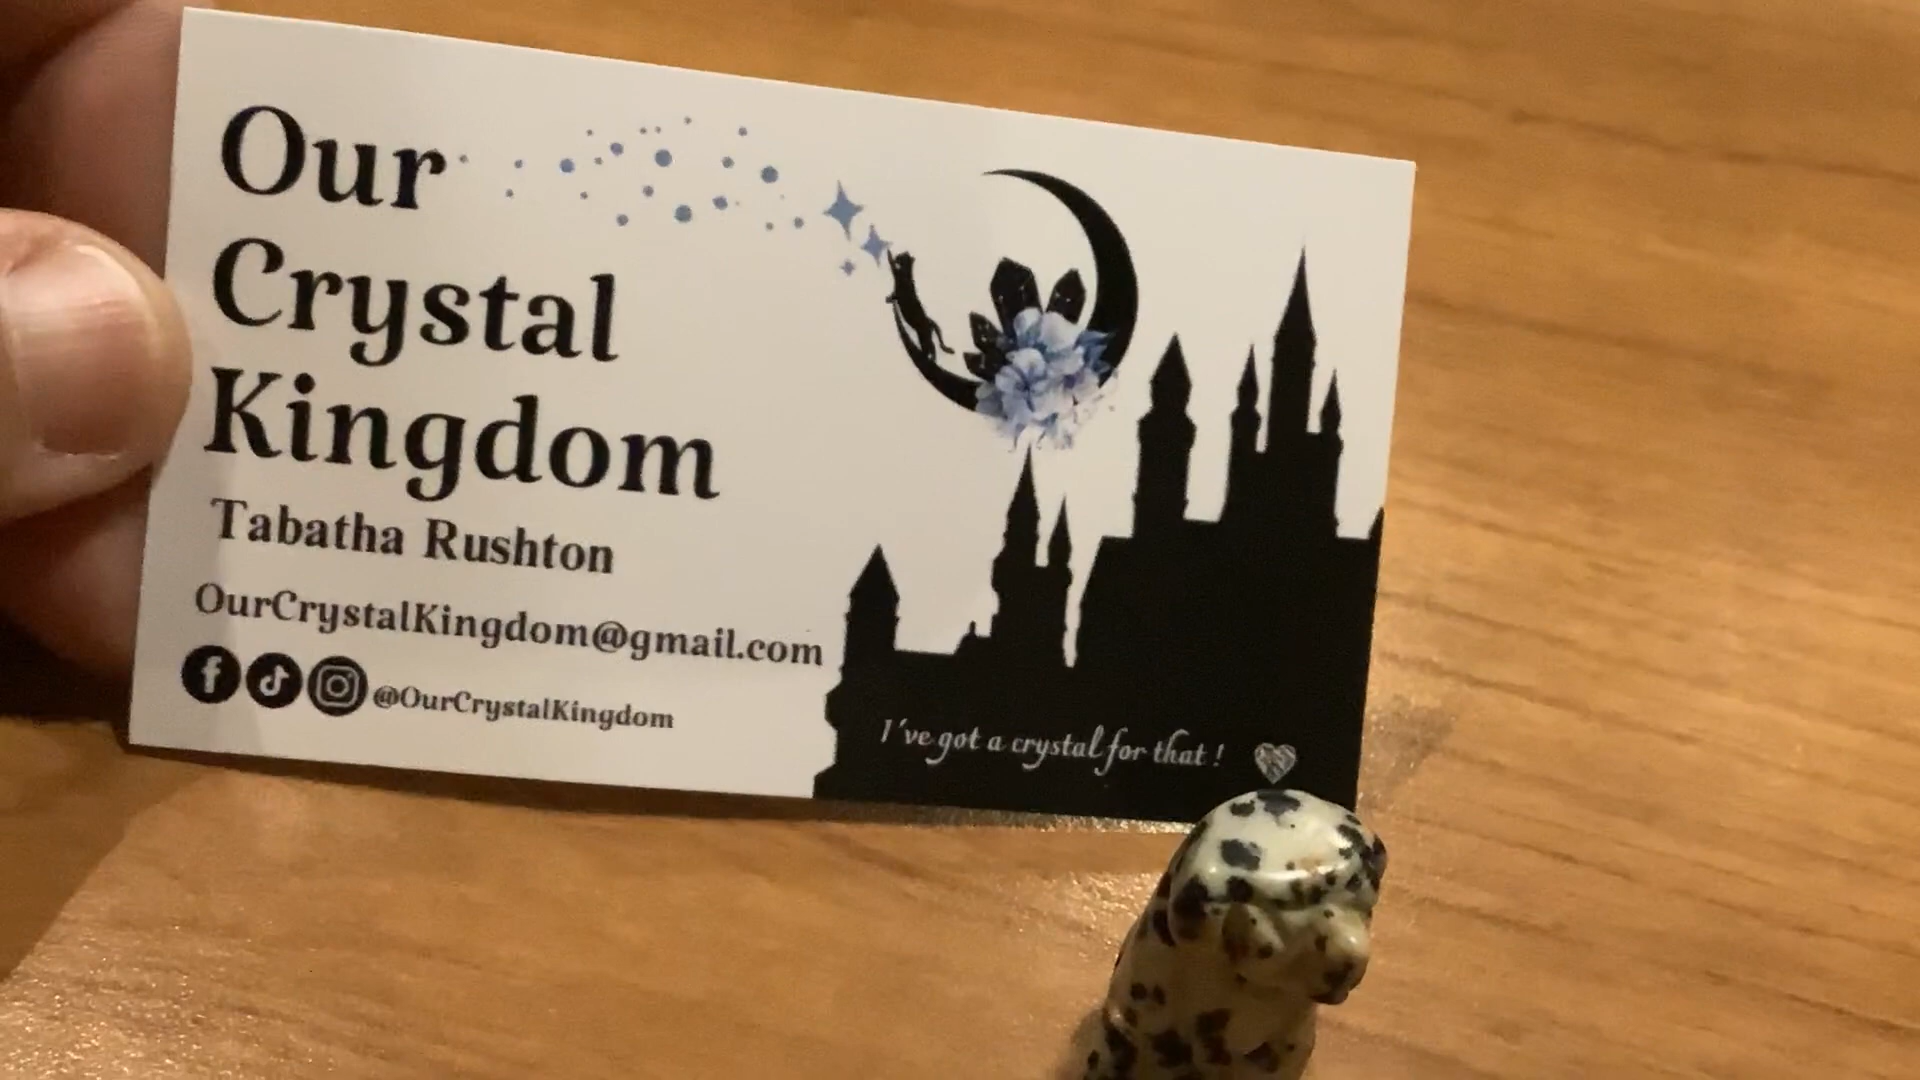 Our
Crystal
Kingdom
Tabatha Rushton
OurCrystalKingdom@gmail.com
@OurCrystalKingdom
I've got a crystal for that!